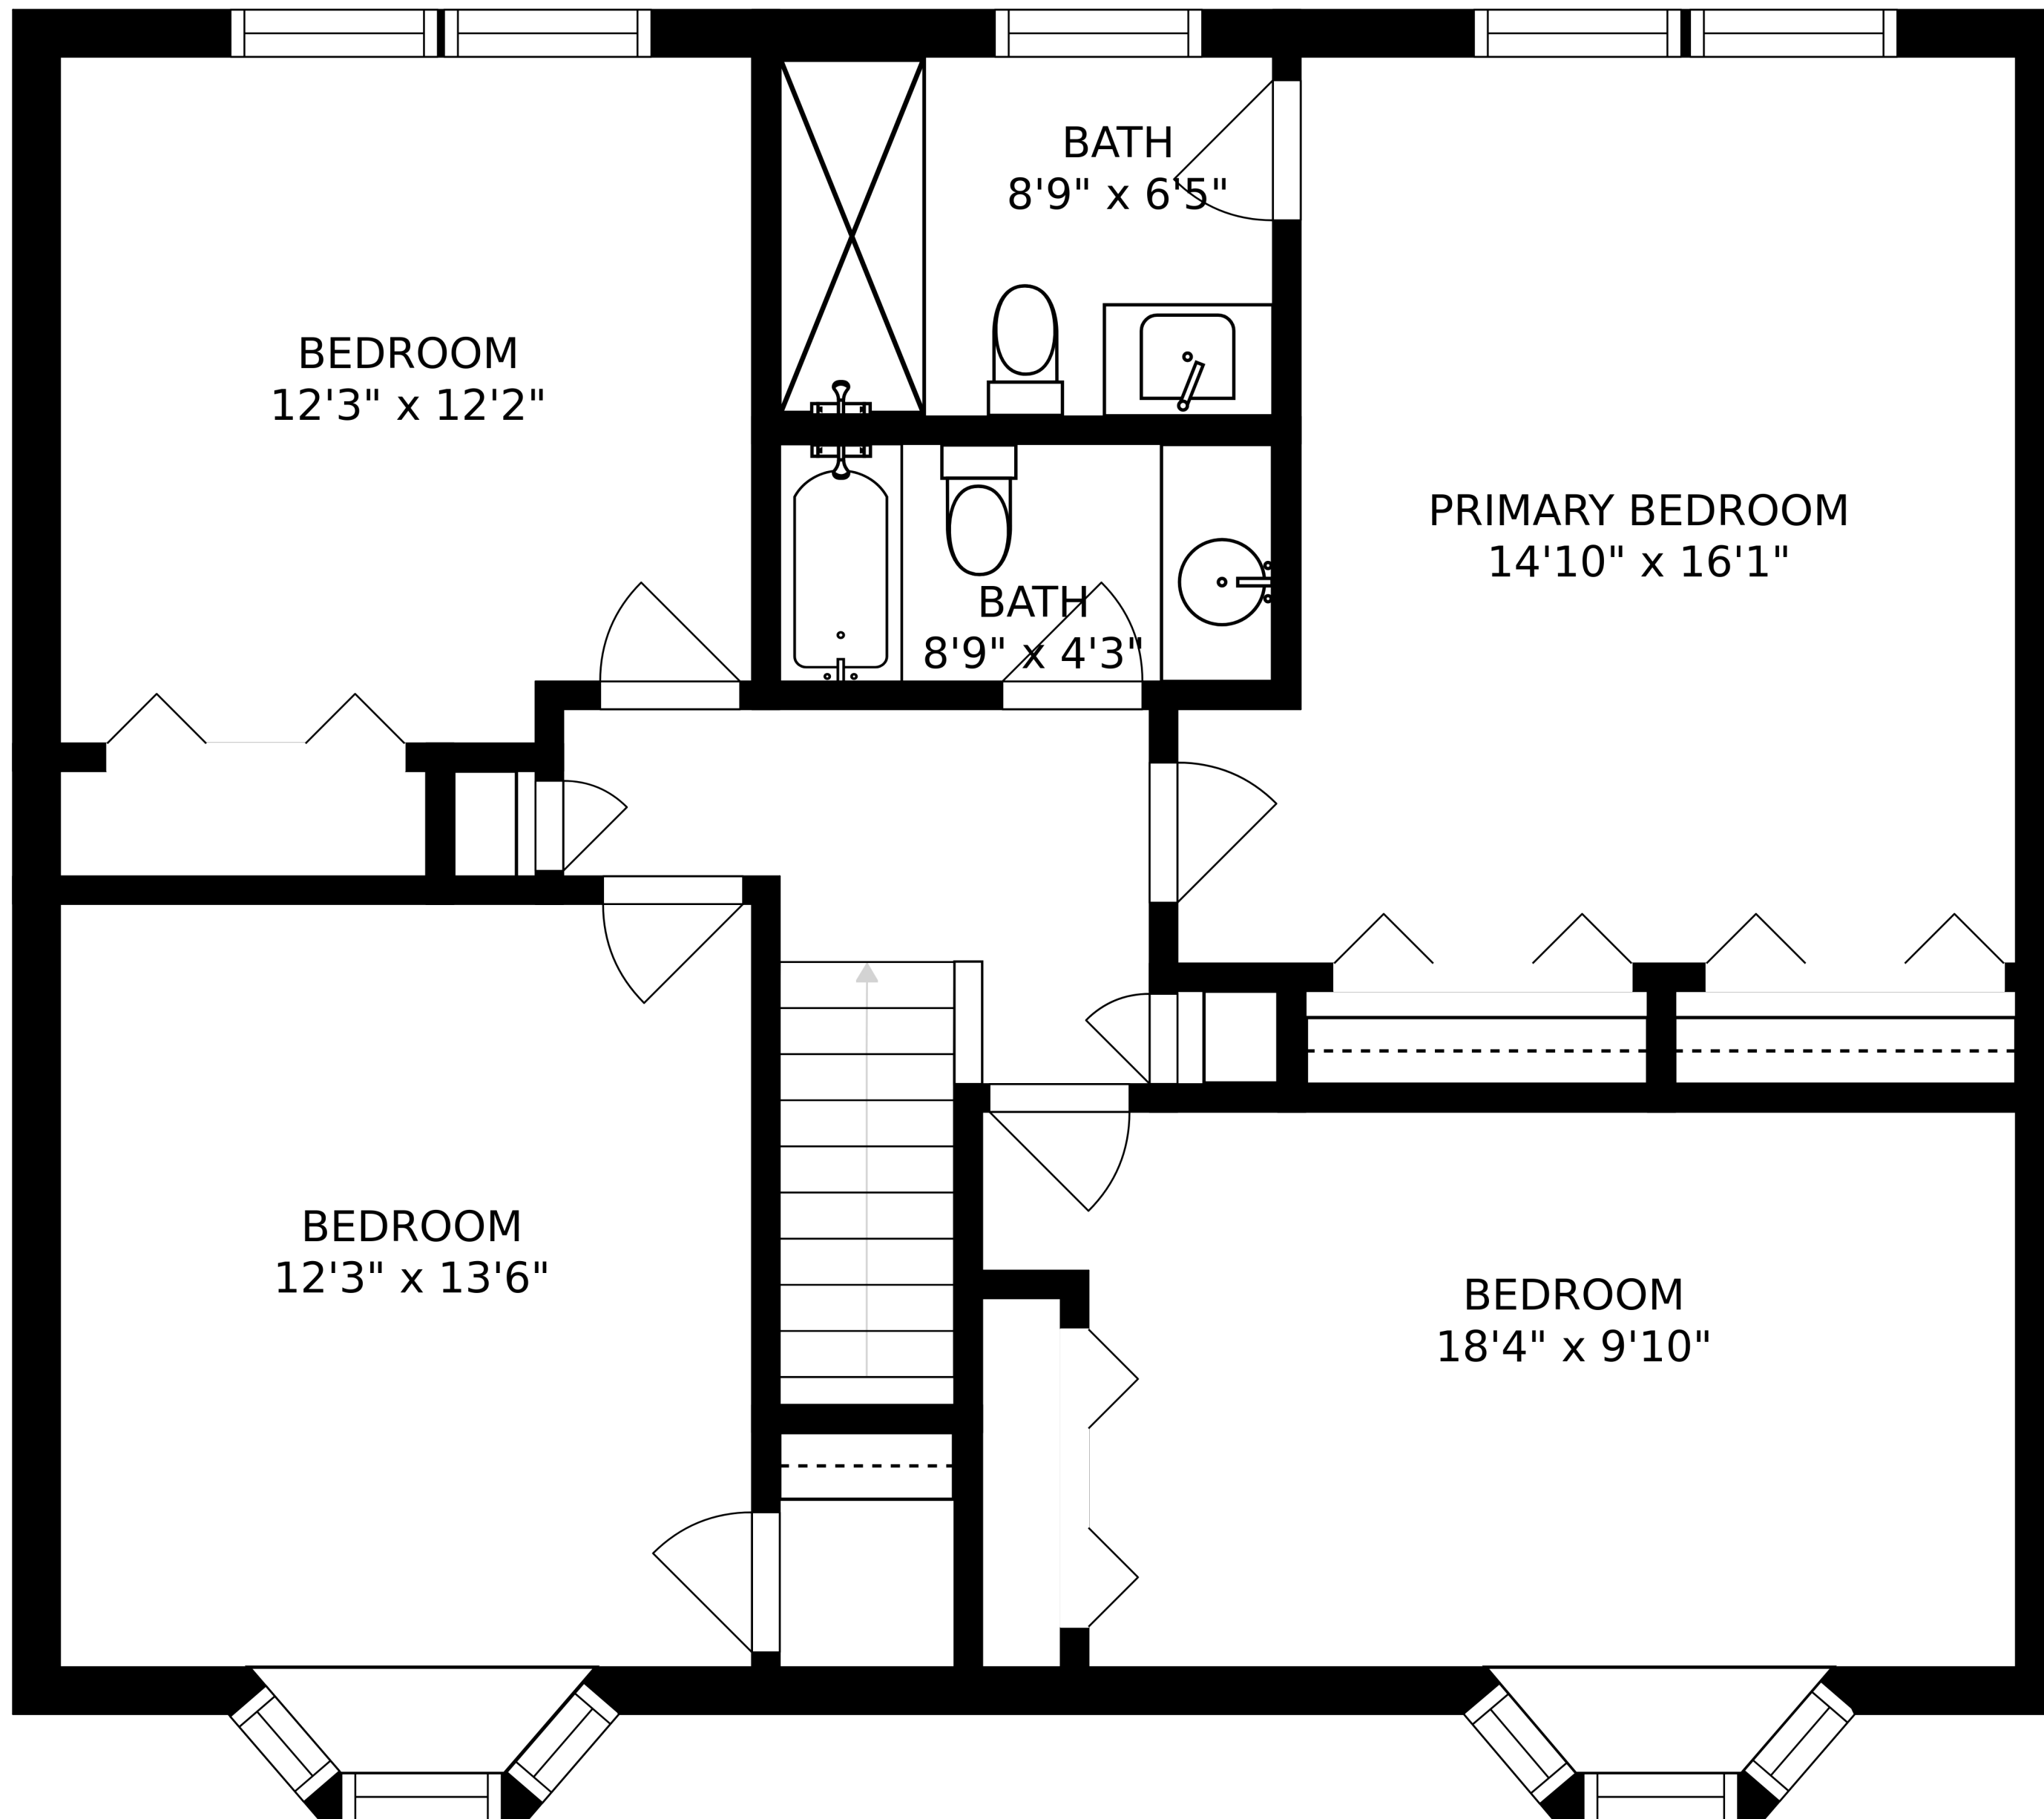 BATH
8'9" x 6'5"
BEDROOM
12'3" x 12'2"
PRIMARY BEDROOM
14'10" x 16'1"
BATH
8'9" x 4'3"
BEDROOM
12'3" x 13'6"
BEDROOM
18'4" x 9'10"